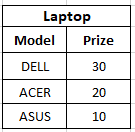 Laptop
Model Prize
DELL 30
ACER 20
ASUS 10